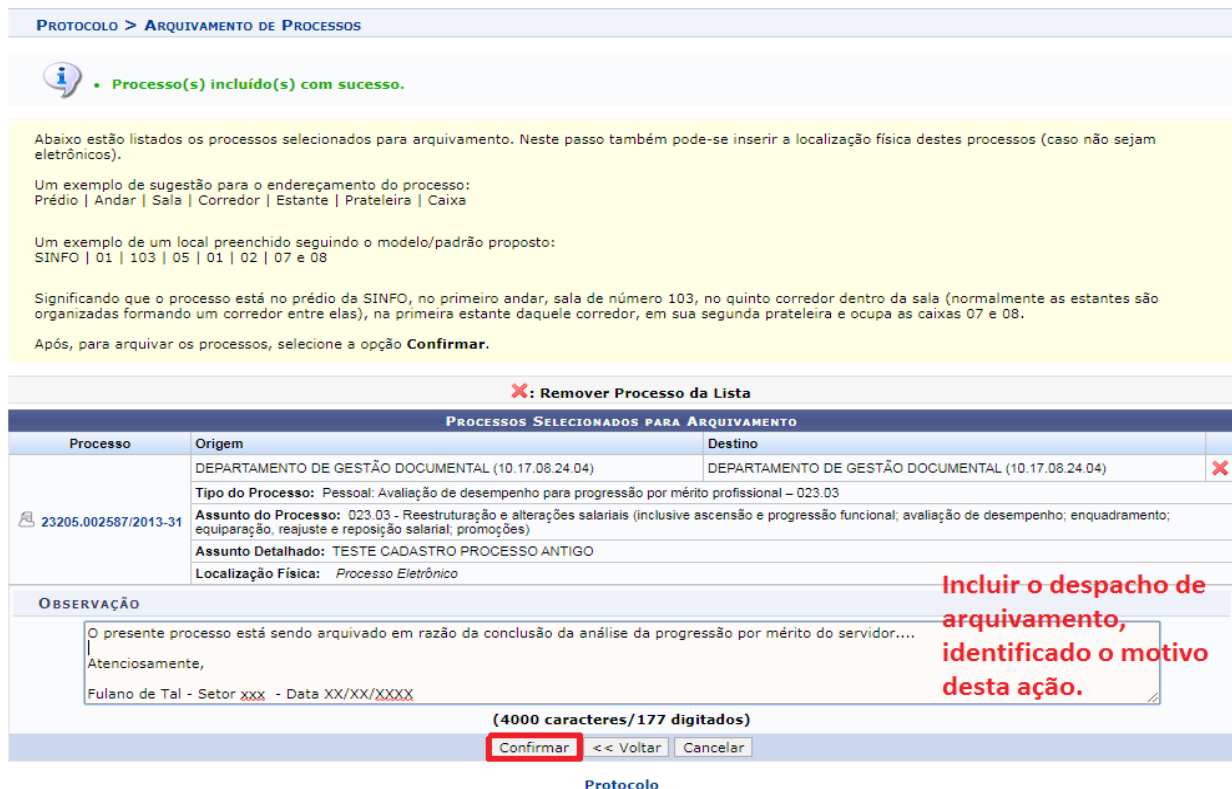 Protocolo > Arquivamento de Processos
• Processo(s) incluído(s) com sucesso.
Abaixo estão listados os processos selecionados para arquivamento. Neste passo também pode-se inserir a localização física destes processos (caso não sejam
eletrônicos).
Um exemplo de sugestão para o endereçamento do processo:
Prédio | Andar | Sala | Corredor | Estante | Prateleira | Caixa
Um exemplo de um local preenchido seguindo o modelo/padrão proposto:
SINFO | 01 | 103 | 05 | 01 | 02 | 07 e 08
Significando que o processo está no prédio da SINFO, no primeiro andar, sala de número 103, no quinto corredor dentro da sala (normalmente as estantes são
organizadas formando um corredor entre elas), na primeira estante daquele corredor, em sua segunda prateleira e ocupa as caixas 07 e 08.
Após, para arquivar os processos, selecione a opção Confirmar.
: Remover Processo da Lista
Processos Selecionados para Arquivamento
Processo Origem Destino
DEPARTAMENTO DE GESTÃO DOCUMENTAL (10.17.08.24.04) DEPARTAMENTO DE GESTÃO DOCUMENTAL (10.17.08.24.04)
Tipo do Processo: Pessoal: Avaliação de desempenho para progressão por mérito profissional – 023.03
23205.002587/2013-31
Assunto do Processo: 023.03 - Reestruturação e alterações salariais (inclusive ascensão e progressão funcional; avaliação de desempenho; enquadramento;
equiparação, reajuste e reposição salarial; promoções)
Assunto Detalhado: TESTE CADASTRO PROCESSO ANTIGO
Localização Física: Processo Eletrônico
Observação
O presente processo está sendo arquivado em razão da conclusão da análise da progressão por mérito do servidor....
Atenciosamente,
Fulano de Tal - Setor xxx - Data XX/XX/XXXX
Incluir o despacho de
arquivamento,
identificado o motivo
desta ação.
(4000 caracteres/177 digitados)
Confirmar << Voltar Cancelar
Protocolo